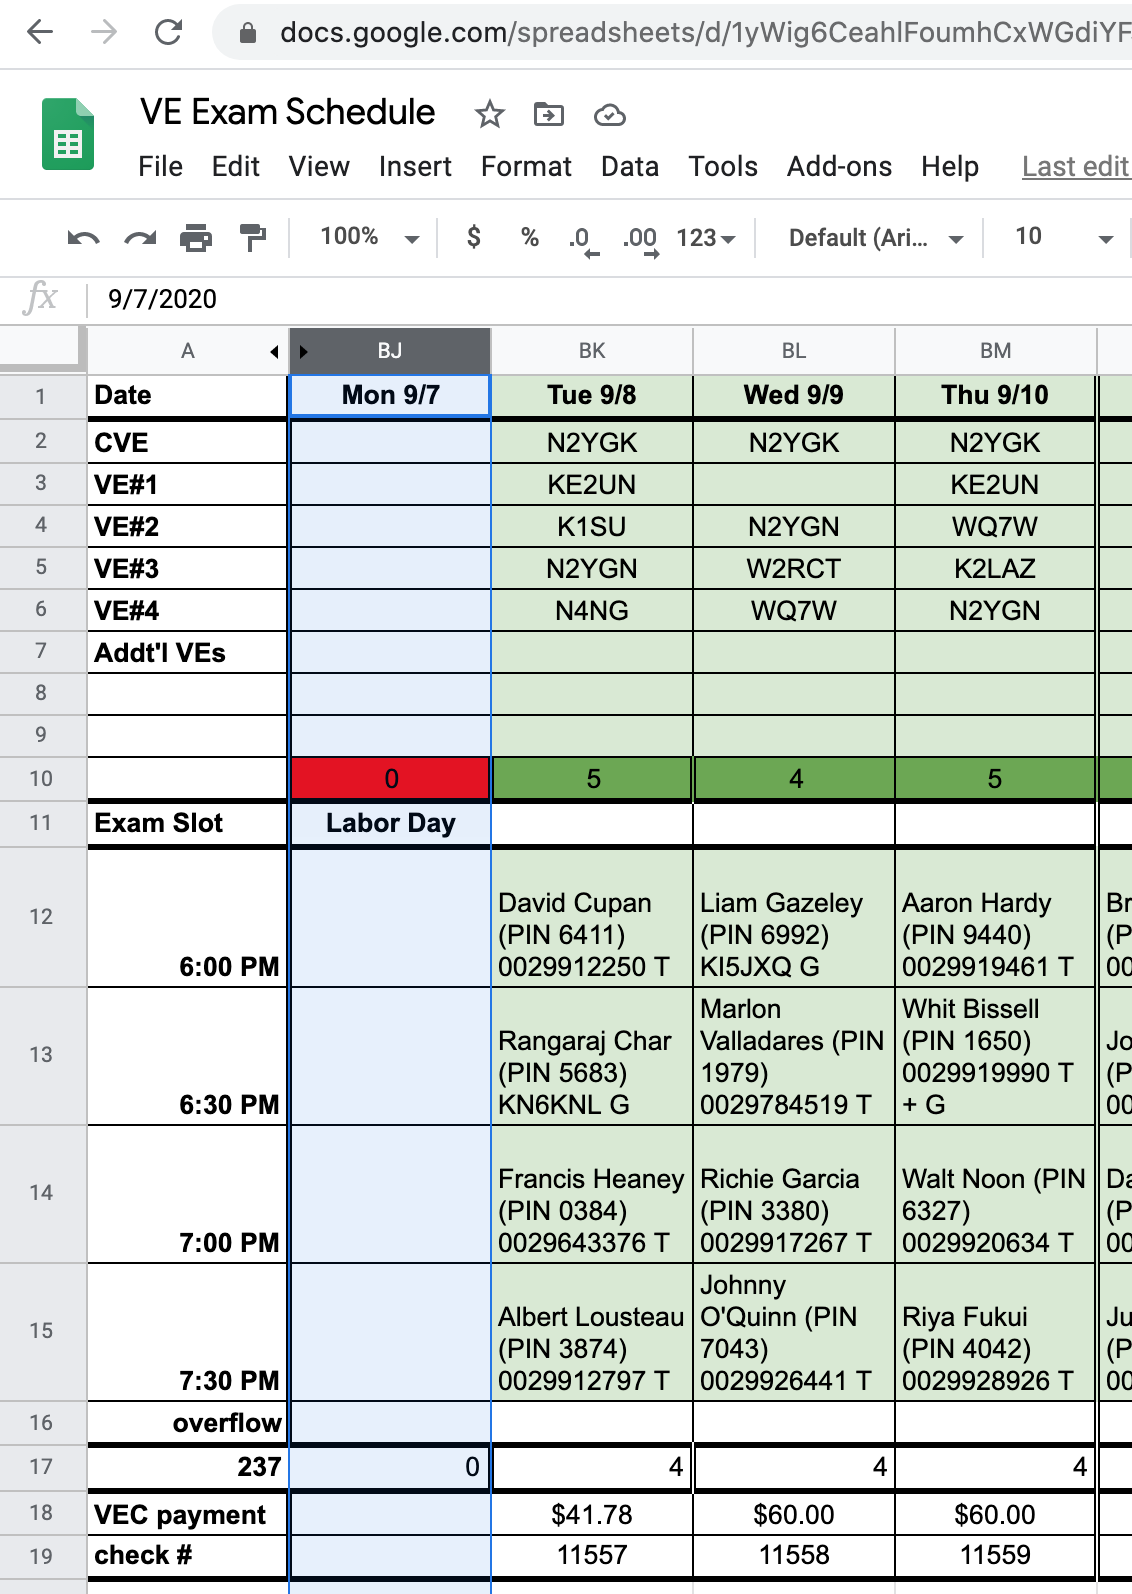 docs.google.com/spreadsheets/d/1yWig6CeahlFoumhCxWGdiYF
VE Exam Schedule
File Edit View Insert Format Data Tools Add-ons Help Last edit
100% $ % .0 .00 123 Default (Ari... 10
fx 9/7/2020
A BJ BK BL BM
1 Date Mon 9/7 Tue 9/8 Wed 9/9 Thu 9/10
2 CVE N2YGK N2YGK N2YGK
3 VE#1 KE2UN KE2UN
4 VE#2 K1SU N2YGN WQ7W
5 VE#3 N2YGN W2RCT K2LAZ
6 VE#4 N4NG WQ7W N2YGN
7 Addt'l VEs
8
9
10 0 5 4 5
11 Exam Slot Labor Day
12 6:00 PM
David Cupan
(PIN 6411)
0029912250 T
Liam Gazeley
(PIN 6992)
KI5JXQ G
Aaron Hardy
(PIN 9440)
0029919461 T
Br
(P
00
13 6:30 PM
Rangaraj Char
(PIN 5683)
KN6KNL G
Marlon
Valladares (PIN
1979)
0029784519 T
Whit Bissell
(PIN 1650)
0029919990 T
+ G
Jo
(P
00
14 7:00 PM
Francis Heaney
(PIN 0384)
0029643376 T
Richie Garcia
(PIN 3380)
0029917267 T
Walt Noon (PIN
6327)
0029920634 T
Da
(P
00
15 7:30 PM
Albert Lousteau
(PIN 3874)
0029912797 T
Johnny
O'Quinn (PIN
7043)
0029926441 T
Riya Fukui
(PIN 4042)
0029928926 T
Ju
(P
00
16 overflow
17 237 0 4 4 4
18 VEC payment $41.78 $60.00 $60.00
19 check # 11557 11558 11559